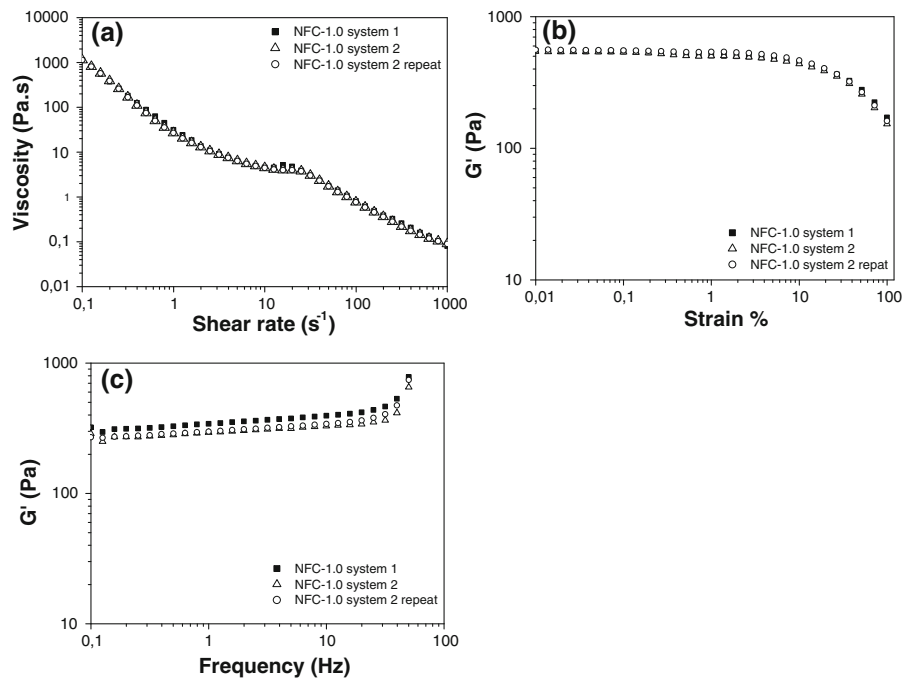 (a)
NFC-1.0 system 1
NFC-1.0 system 2
NFC-1.0 system 2 repeat
10000
1000
100
10
1
0,1
0,01
Viscosity (Pa.s)
0,1 1 10 100 1000
Shear rate (s⁻¹)
(b)
1000
100
10
G' (Pa)
NFC-1.0 system 1
NFC-1.0 system 2
NFC-1.0 system 2 repat
0,01 0,1 1 10 100
Strain %
(c)
1000
100
10
G' (Pa)
NFC-1.0 system 1
NFC-1.0 system 2
NFC-1.0 system 2 repeat
0,1 1 10 100
Frequency (Hz)